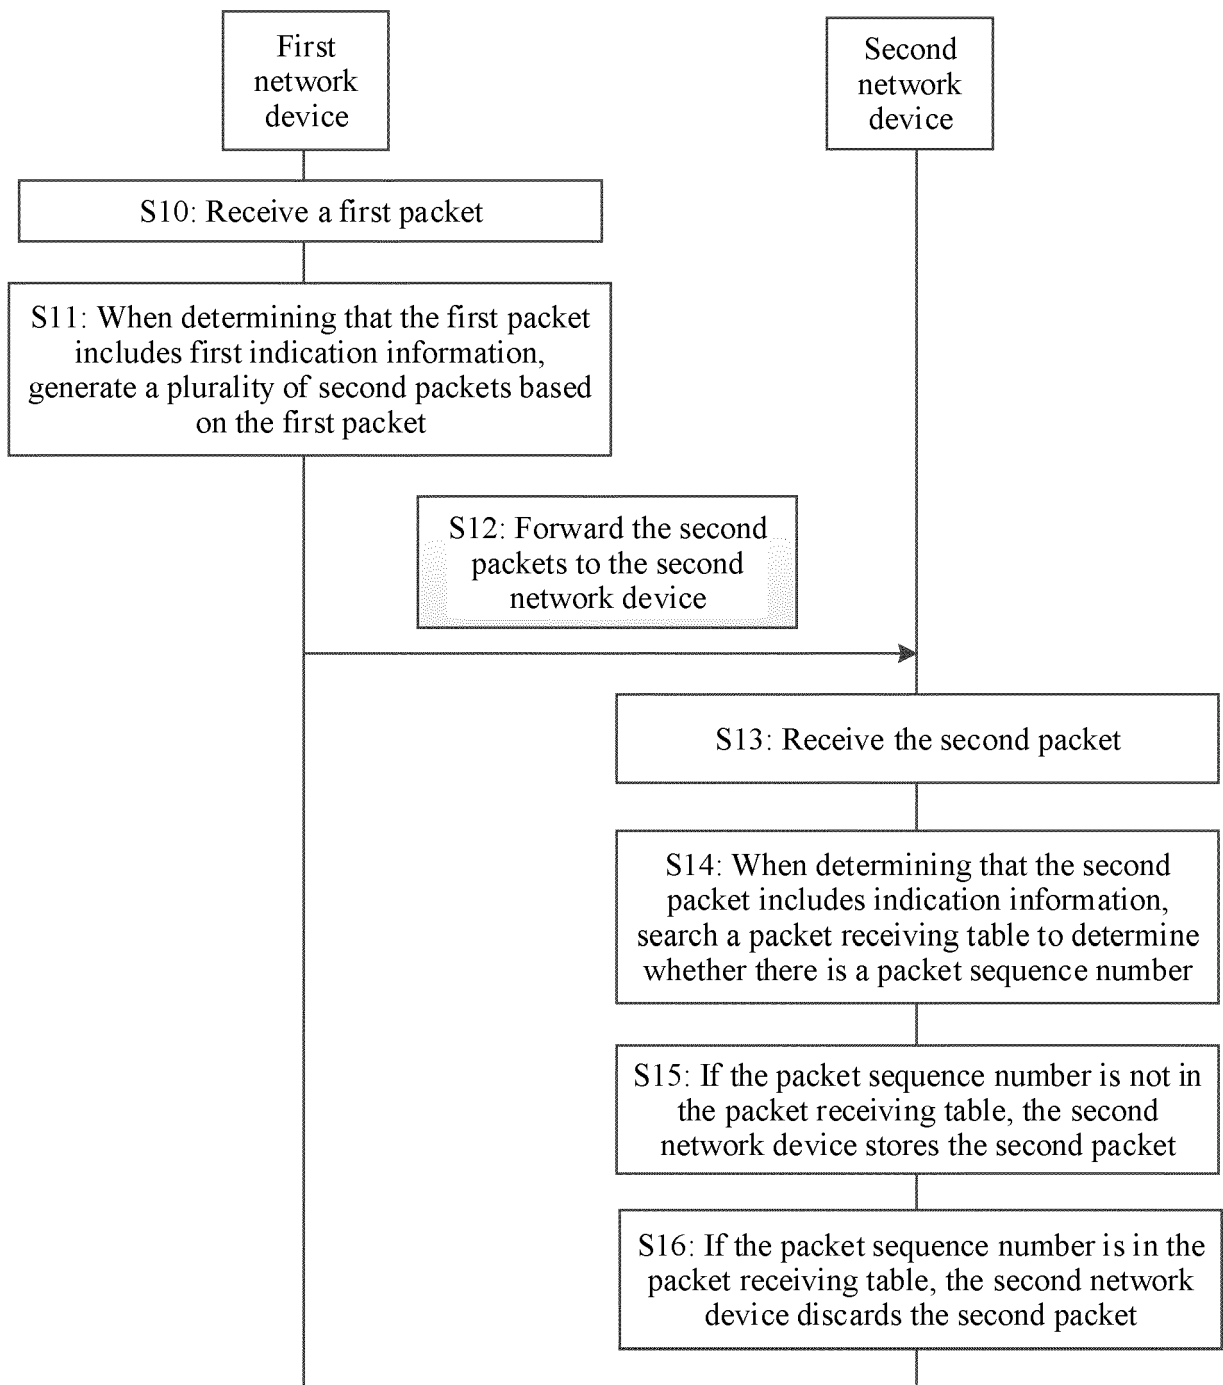 First
network
device
Second
network
device
S10: Receive a first packet
S11: When determining that the first packet
includes first indication information,
generate a plurality of second packets based
on the first packet
S12: Forward the second
packets to the second
network device
S13: Receive the second packet
S14: When determining that the second
packet includes indication information,
search a packet receiving table to determine
whether there is a packet sequence number
S15: If the packet sequence number is not in
the packet receiving table, the second
network device stores the second packet
S16: If the packet sequence number is in the
packet receiving table, the second network
device discards the second packet